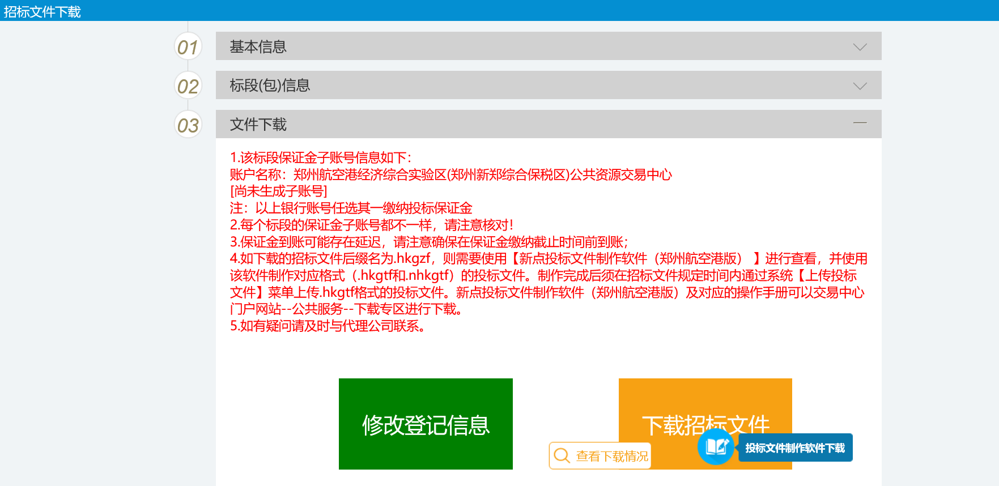 招标文件下载
01
基本信息
02
标段(包)信息
03
文件下载
1.该标段保证金子账号信息如下：
账户名称：郑州航空港经济综合实验区(郑州新郑综合保税区)公共资源交易中心
[尚未生成子账号]
注：以上银行账号任选其一缴纳投标保证金
2.每个标段的保证金子账号都不一样，请注意核对！
3.保证金到账可能存在延迟，请注意确保在保证金缴纳截止时间前到账；
4.如下载的招标文件后缀名为.hkgzf，则需要使用【新点投标文件制作软件（郑州航空港版） 】进行查看，并使用
该软件制作对应格式（.hkgtf和.nhkgtf）的投标文件。制作完成后须在招标文件规定时间内通过系统【上传投标
文件】菜单上传.hkgtf格式的投标文件。新点投标文件制作软件（郑州航空港版）及对应的操作手册可以交易中心
门户网站--公共服务--下载专区进行下载。
5.如有疑问请及时与代理公司联系。
修改登记信息
下载招标文件
查看下载情况
投标文件制作软件下载